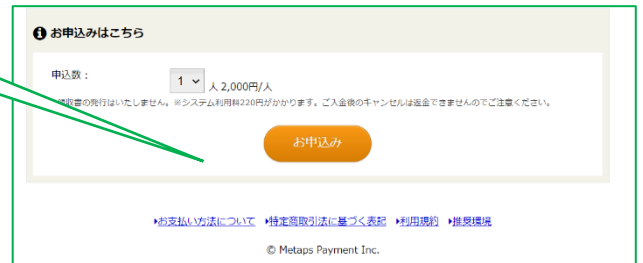 お申込みはこちら
申込数：
1 人 2,000円/人
領収書の発行はいたしません。※システム利用料220円がかかります。ご入金後のキャンセルは返金できませんのでご注意ください。
お申込み
お支払い方法について 特定商取引法に基づく表記 利用規約 推奨環境
© Metaps Payment Inc.